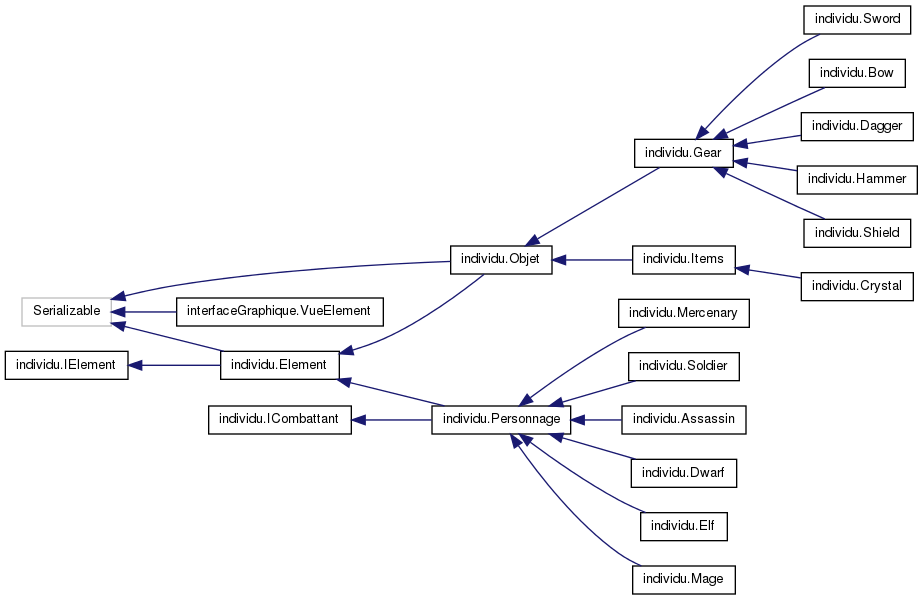 individu.Sword
individu.Bow
individu.Dagger
individu.Gear
individu.Hammer
individu.Shield
individu.Objet
individu.Items
individu.Crystal
Serializable
interfaceGraphique.VueElement
individu.Mercenary
individu.IElement
individu.Element
individu.Soldier
individu.ICombattant
individu.Personnage
individu.Assassin
individu.Dwarf
individu.Elf
individu.Mage